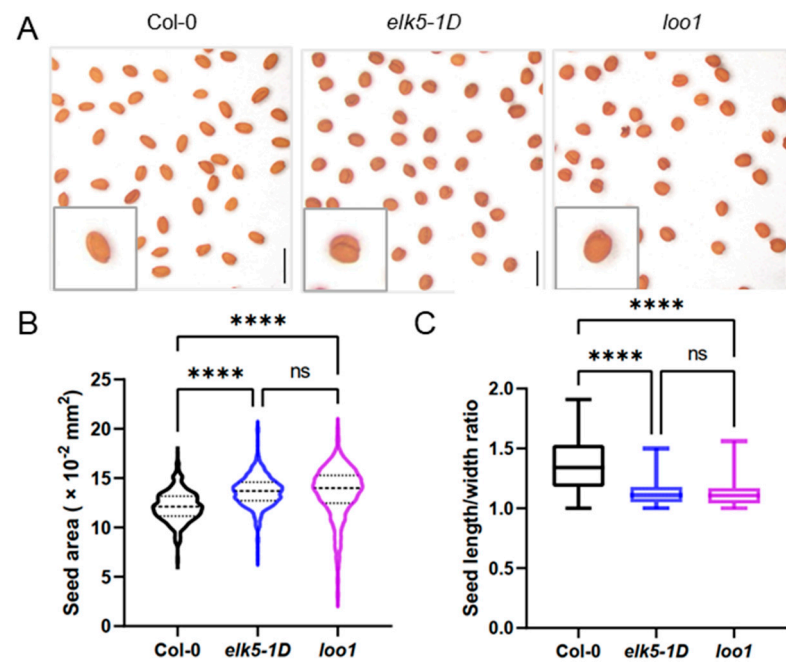 A
Col-0
elk5-1D
loo1
B
****
****
ns
Seed area ( × 10-2 mm2)
25
20
15
10
5
0
Col-0
elk5-1D
loo1
C
****
****
ns
Seed length/width ratio
2.0
1.5
1.0
0.5
0.0
Col-0
elk5-1D
loo1